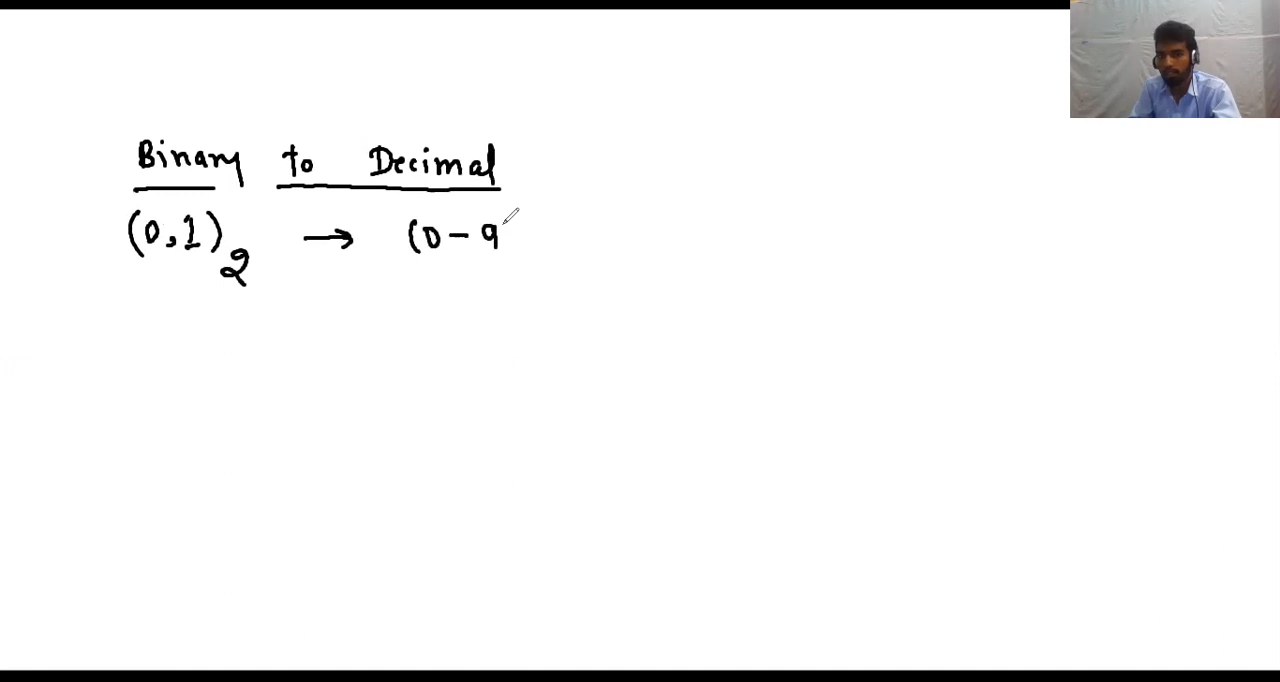 Binary to Decimal
(0,1)2 → (0-9